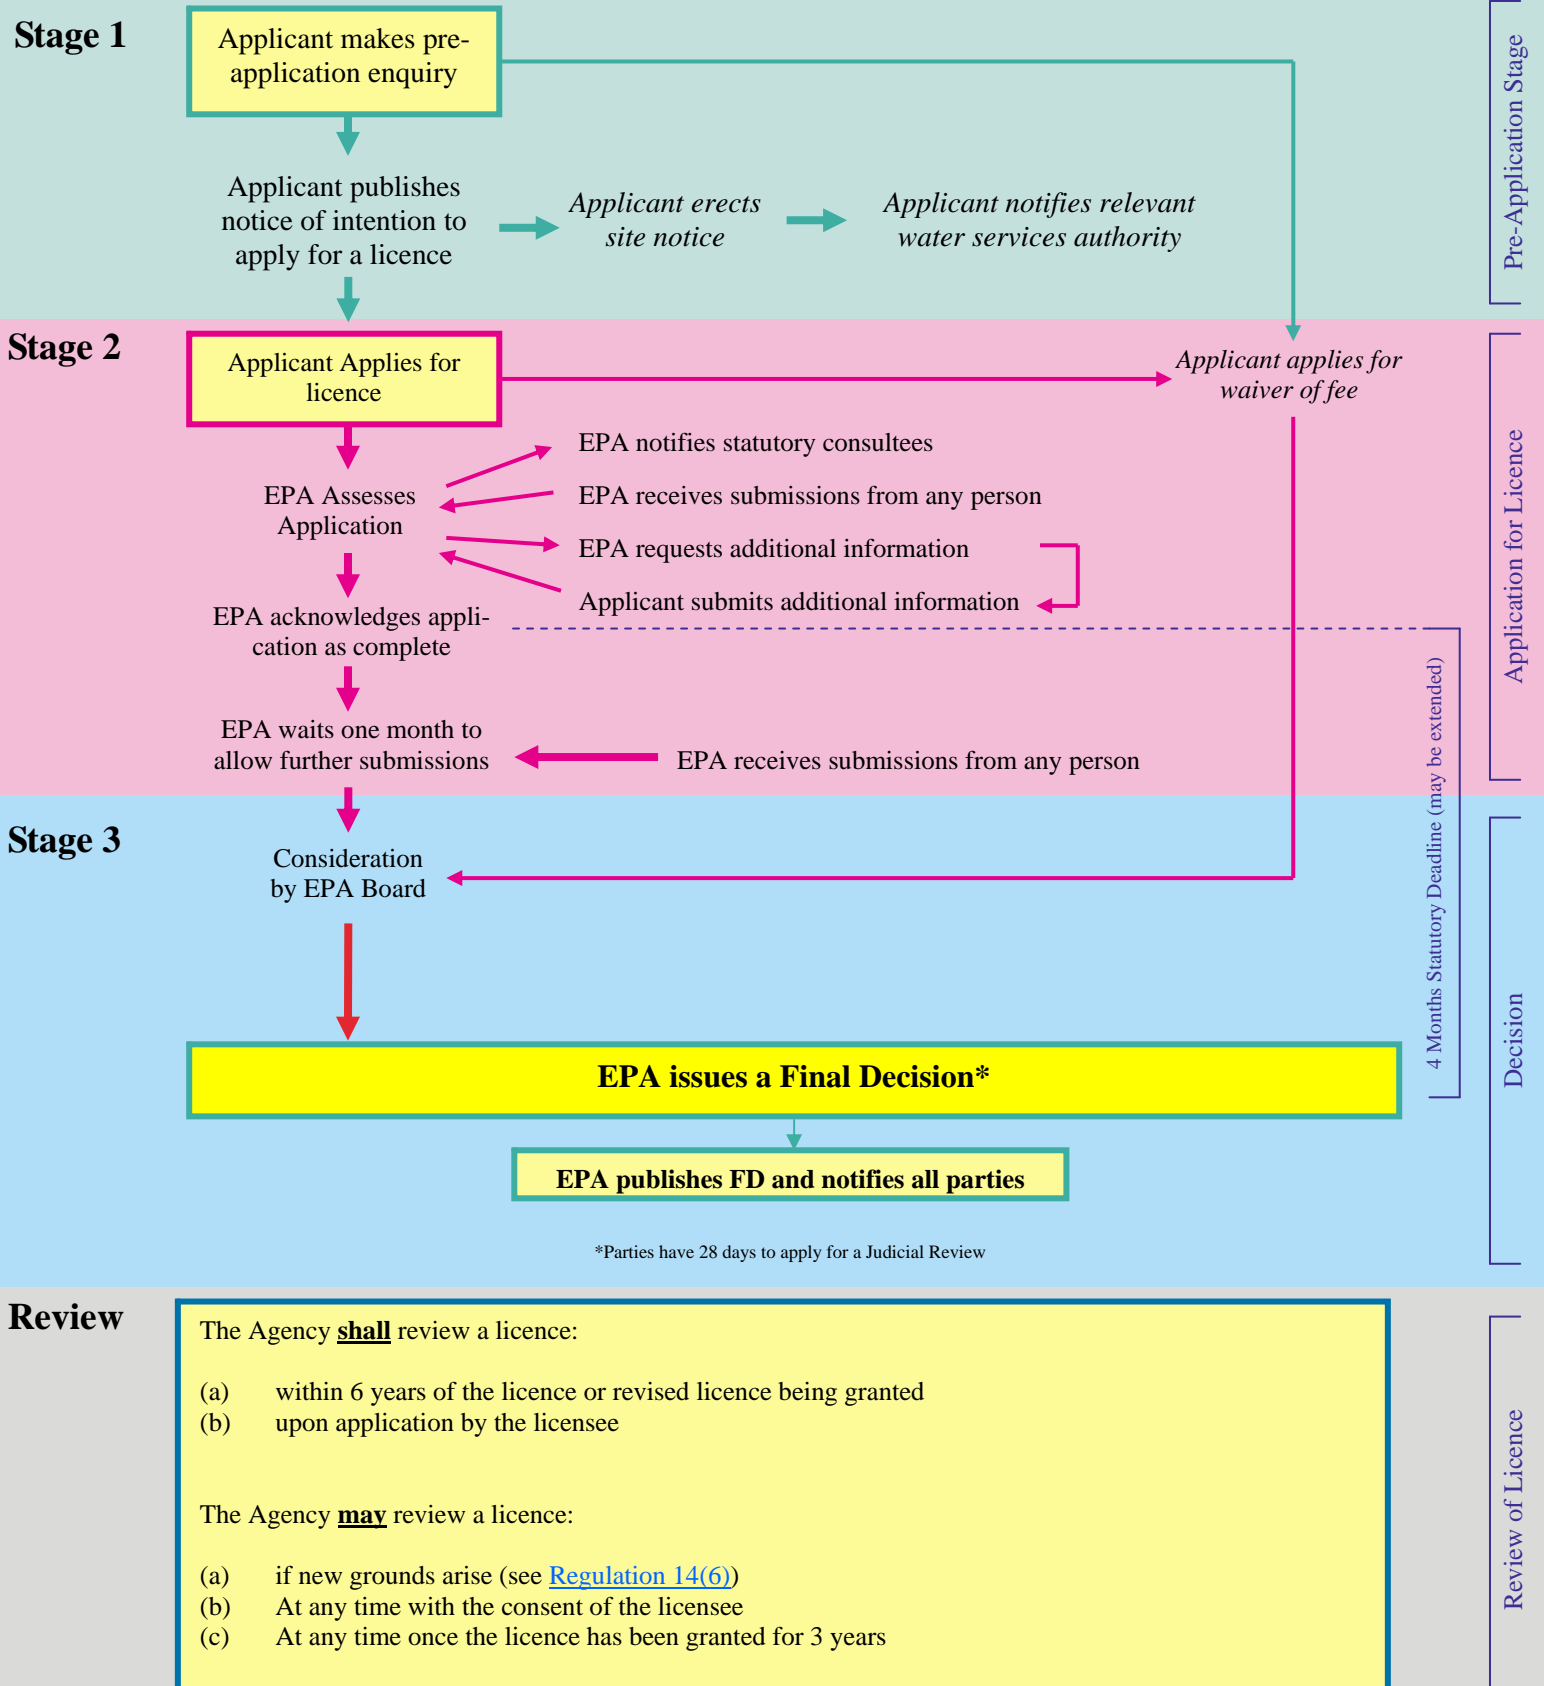 Stage 1
Applicant makes pre-
application enquiry
Applicant publishes
notice of intention to
apply for a licence
Applicant erects
site notice
Applicant notifies relevant
water services authority
Pre-Application Stage
Stage 2
Applicant Applies for
licence
Applicant applies for
waiver of fee
EPA notifies statutory consultees
EPA Assesses
Application
EPA receives submissions from any person
EPA requests additional information
Applicant submits additional information
EPA acknowledges appli-
cation as complete
EPA waits one month to
allow further submissions
EPA receives submissions from any person
Application for Licence
4 Months Statutory Deadline (may be extended)
Stage 3
Consideration
by EPA Board
EPA issues a Final Decision*
EPA publishes FD and notifies all parties
*Parties have 28 days to apply for a Judicial Review
Decision
Review
The Agency shall review a licence:
(a) within 6 years of the licence or revised licence being granted
(b) upon application by the licensee
The Agency may review a licence:
(a) if new grounds arise (see Regulation 14(6))
(b) At any time with the consent of the licensee
(c) At any time once the licence has been granted for 3 years
Review of Licence